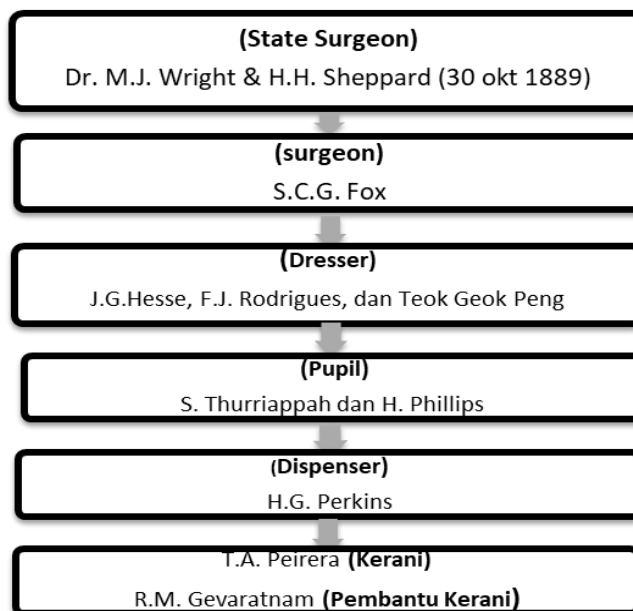 (State Surgeon)
Dr. M.J. Wright & H.H. Sheppard (30 okt 1889)
(surgeon)
S.C.G. Fox
(Dresser)
J.G.Hesse, F.J. Rodrigues, dan Teok Geok Peng
(Pupil)
S. Thurriappah dan H. Phillips
(Dispenser)
H.G. Perkins
T.A. Peirera (Kerani)
R.M. Gevaratnam (Pembantu Kerani)